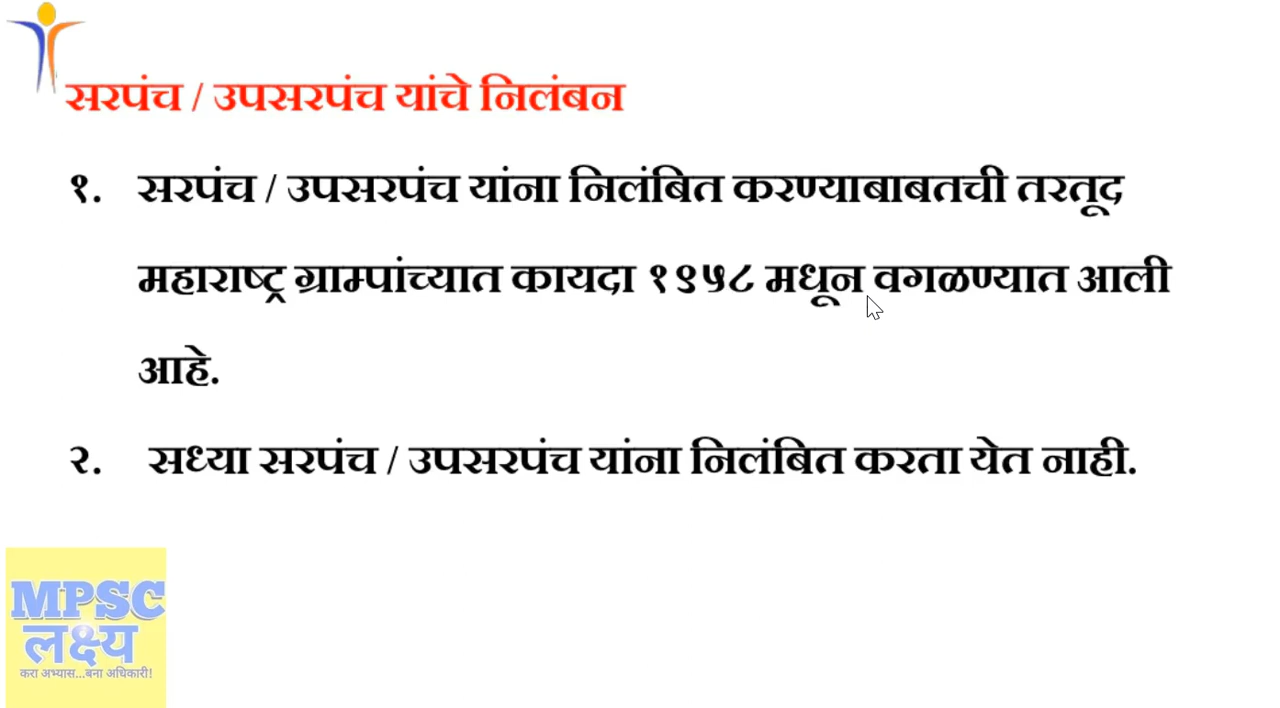 सरपंच / उपसरपंच यांचे निलंबन
१. सरपंच / उपसरपंच यांना निलंबित करण्याबाबतची तरतूद
महाराष्ट्र ग्राम्पांच्यात कायदा १९५८ मधून वगळण्यात आली
आहे.
२. सध्या सरपंच / उपसरपंच यांना निलंबित करता येत नाही.
MPSC
लक्ष्य
करा अभ्यास...बना अधिकारी!